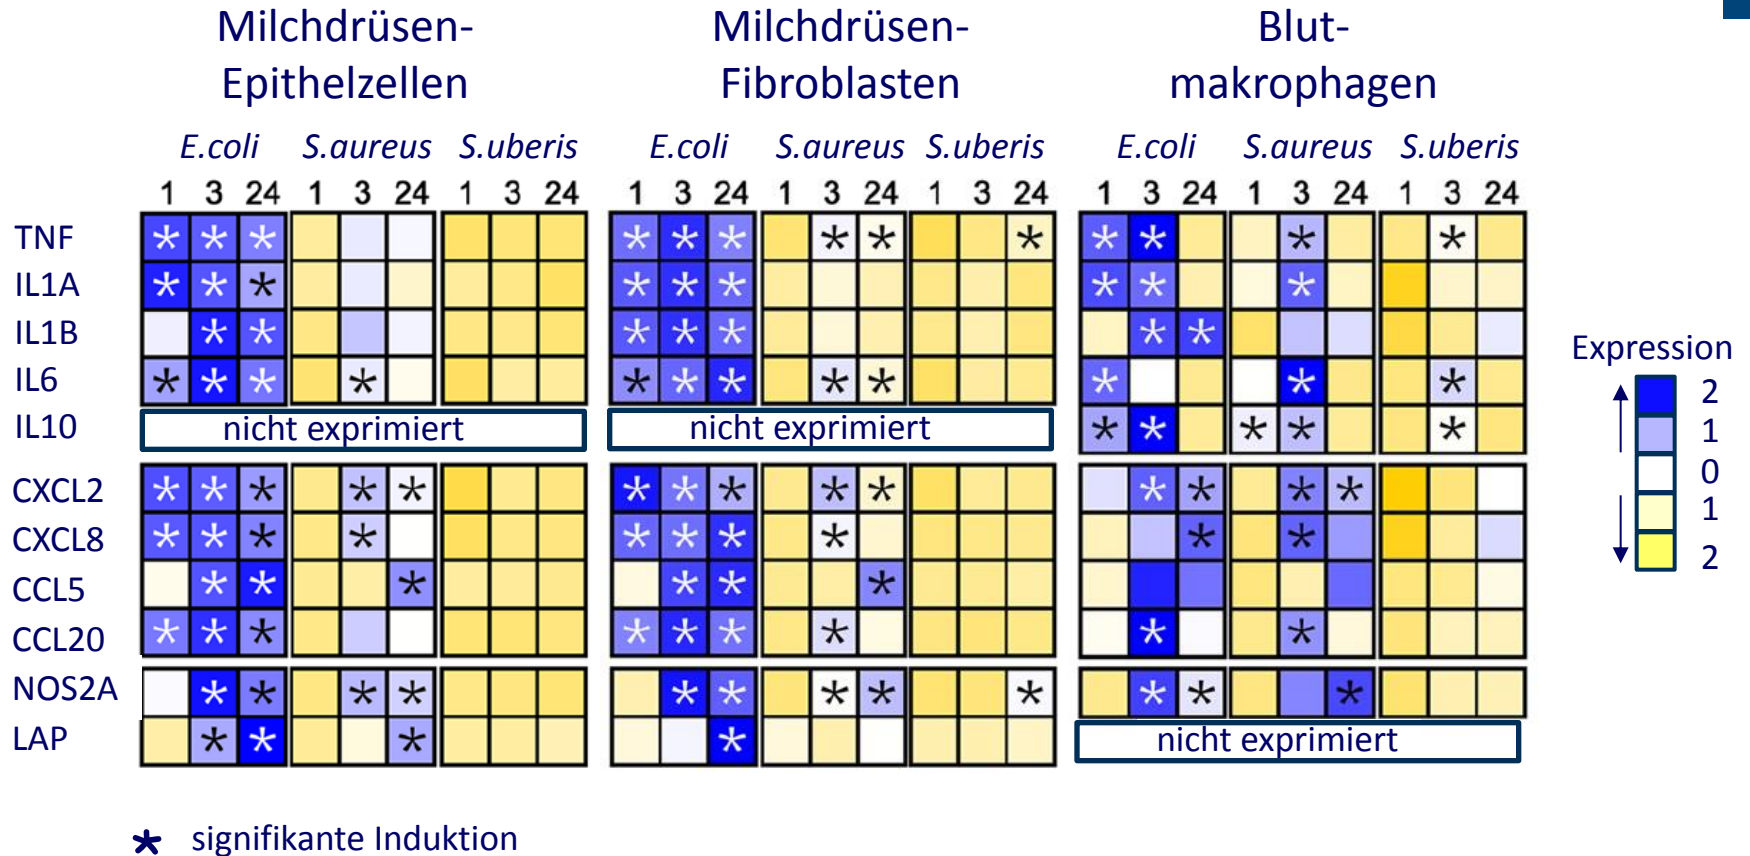 Milchdrüsen-
Epithelzellen
Milchdrüsen-
Fibroblasten
Blut-
makrophagen
E.coli S.aureus S.uberis E.coli S.aureus S.uberis E.coli S.aureus S.uberis
1 3 24 1 3 24 1 3 24 1 3 24 1 3 24 1 3 24 1 3 24 1 3 24 1 3 24
TNF
IL1A
IL1B
IL6
IL10 nicht exprimiert nicht exprimiert
CXCL2
CXCL8
CCL5
CCL20
NOS2A
LAP nicht exprimiert
Expression
2
1
0
1
2
* signifikante Induktion